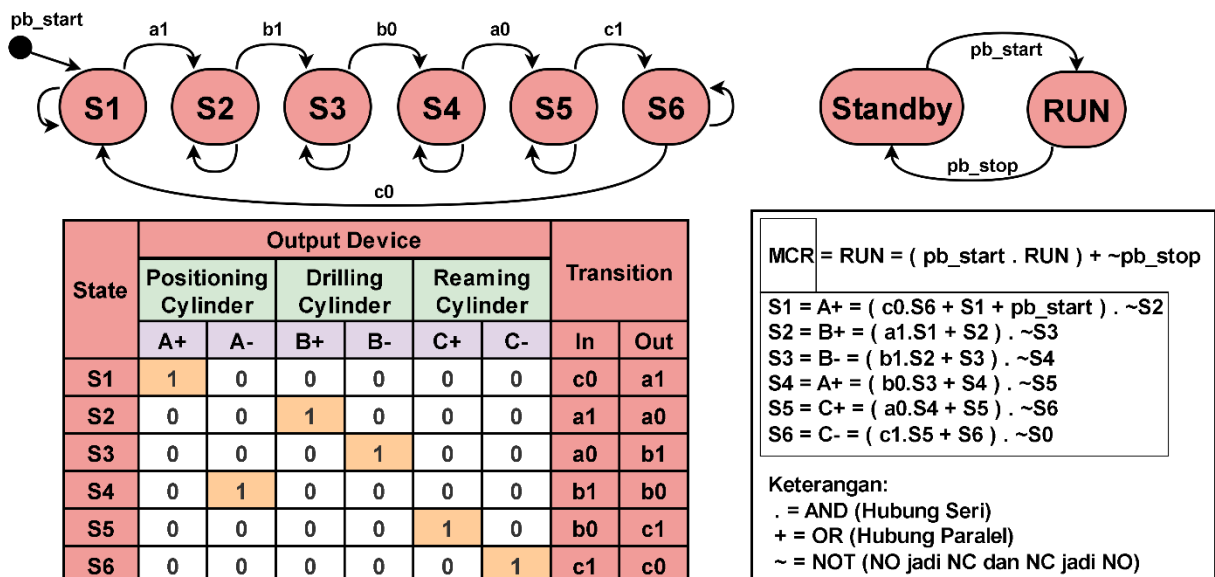 pb_start
a1 b1 b0 a0 c1
S1 S2 S3 S4 S5 S6
c0
pb_start
Standby RUN
pb_stop
State Output Device Transition
Positioning Cylinder Drilling Cylinder Reaming Cylinder
A+ A- B+ B- C+ C- In Out
S1 1 0 0 0 0 0 c0 a1
S2 0 0 1 0 0 0 a1 a0
S3 0 0 0 1 0 0 a0 b1
S4 0 1 0 0 0 0 b1 b0
S5 0 0 0 0 1 0 b0 c1
S6 0 0 0 0 0 1 c1 c0
MCR = RUN = ( pb_start . RUN ) + ~pb_stop
S1 = A+ = ( c0.S6 + S1 + pb_start ) . ~S2
S2 = B+ = ( a1.S1 + S2 ) . ~S3
S3 = B- = ( b1.S2 + S3 ) . ~S4
S4 = A+ = ( b0.S3 + S4 ) . ~S5
S5 = C+ = ( a0.S4 + S5 ) . ~S6
S6 = C- = ( c1.S5 + S6 ) . ~S0
Keterangan:
. = AND (Hubung Seri)
+ = OR (Hubung Paralel)
~ = NOT (NO jadi NC dan NC jadi NO)